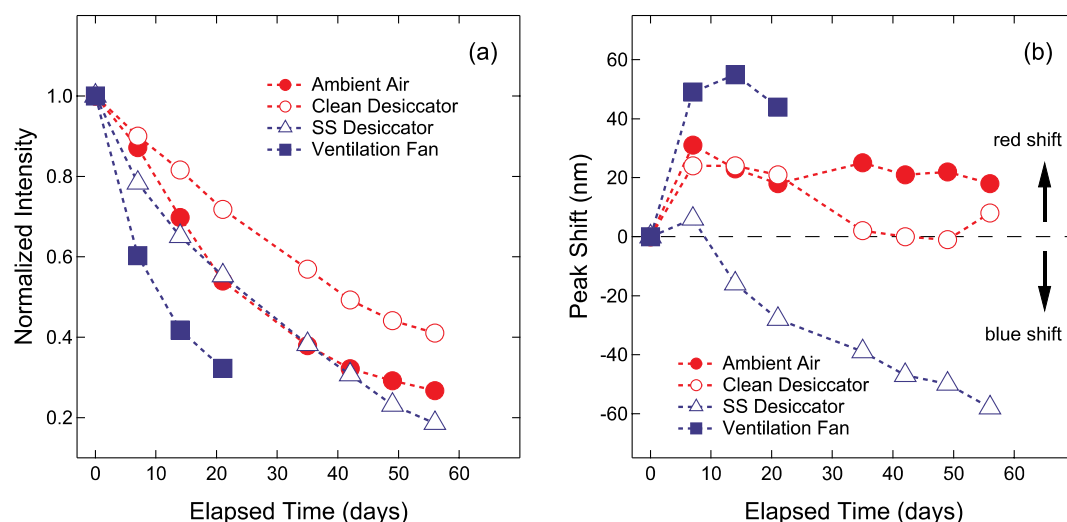 (a)
Ambient Air
Clean Desiccator
SS Desiccator
Ventilation Fan
1.0
0.8
0.6
0.4
0.2
Normalized Intensity
0 10 20 30 40 50 60
Elapsed Time (days)
(b)
60
40
20
0
-20
-40
-60
Peak Shift (nm)
red shift
blue shift
Ambient Air
Clean Desiccator
SS Desiccator
Ventilation Fan
0 10 20 30 40 50 60
Elapsed Time (days)